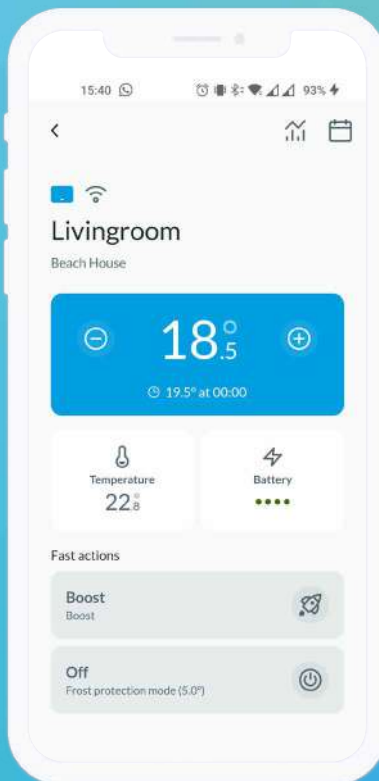 15:40 93%
Livingroom
Beach House
18.5°
19.5° at 00:00
Temperature Battery
22.8°
Fast actions
Boost
Boost
Off
Frost protection mode (5.0°)